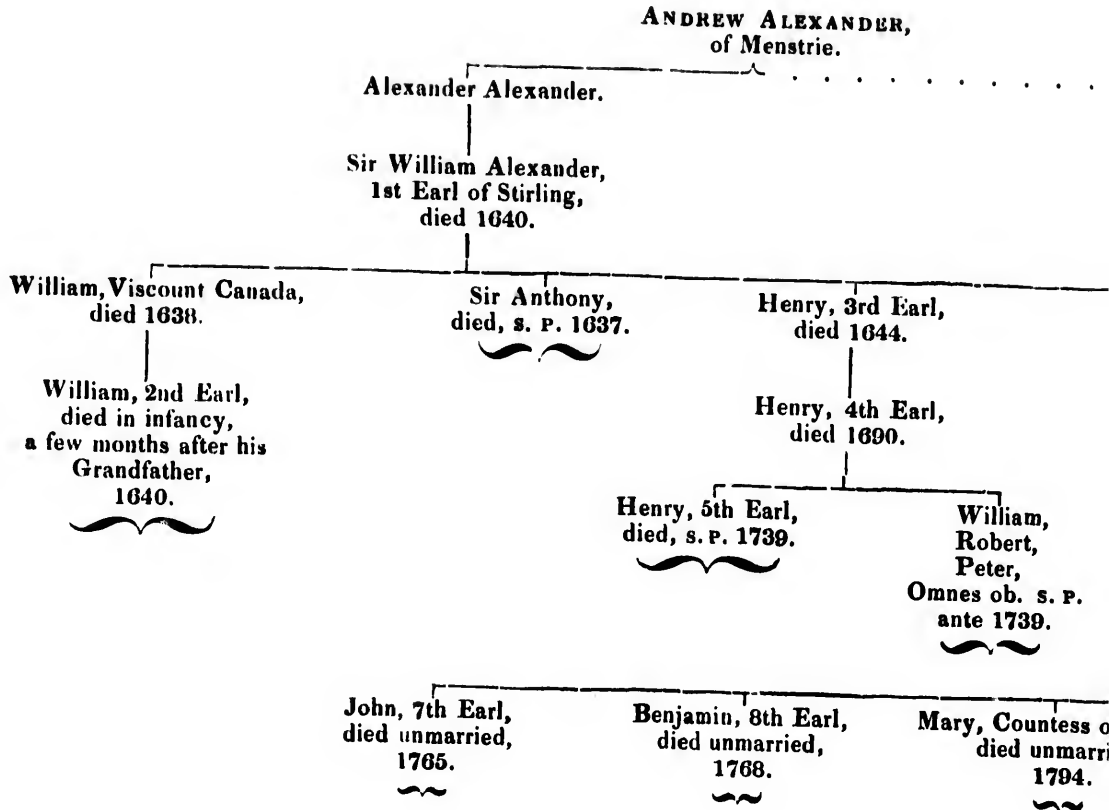 ANDREW ALEXANDER,
of Menstrie.
Alexander Alexander.
Sir William Alexander,
1st Earl of Stirling,
died 1640.
William, Viscount Canada,
died 1638.
Sir Anthony,
died, S. P. 1637.
Henry, 3rd Earl,
died 1644.
William, 2nd Earl,
died in infancy,
a few months after his
Grandfather,
1640.
Henry, 4th Earl,
died 1690.
Henry, 5th Earl,
died, S. P. 1739.
William,
Robert,
Peter,
Omnes ob. S. P.
ante 1739.
John, 7th Earl,
died unmarried,
1765.
Benjamin, 8th Earl,
died unmarried,
1768.
Mary, Countess o
died unmarri
1794.